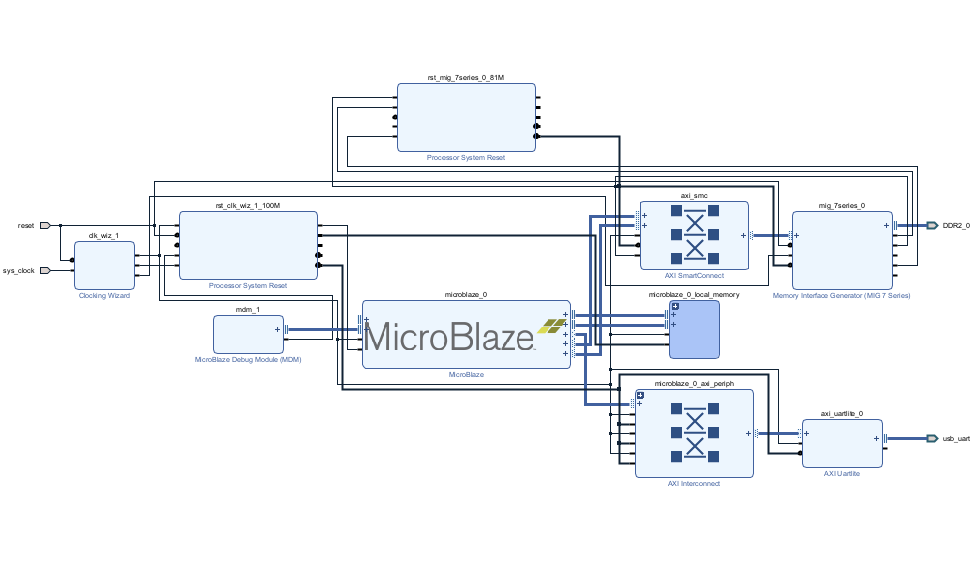 rst_mig_7series_0_81M
Processor System Reset
rst_clk_wiz_1_100M
axi_smc
mig_7series_0
reset
clk_wiz_1
DDR2_0
sys_clock
AXI SmartConnect
Clocking Wizard
Processor System Reset
Memory Interface Generator (MIG 7 Series)
microblaze_0
microblaze_0_local_memory
mdm_1
MicroBlaze
MicroBlaze Debug Module (MDM)
MicroBlaze
microblaze_0_axi_periph
axi_uartlite_0
usb_uart
AXI Uartlite
AXI Interconnect